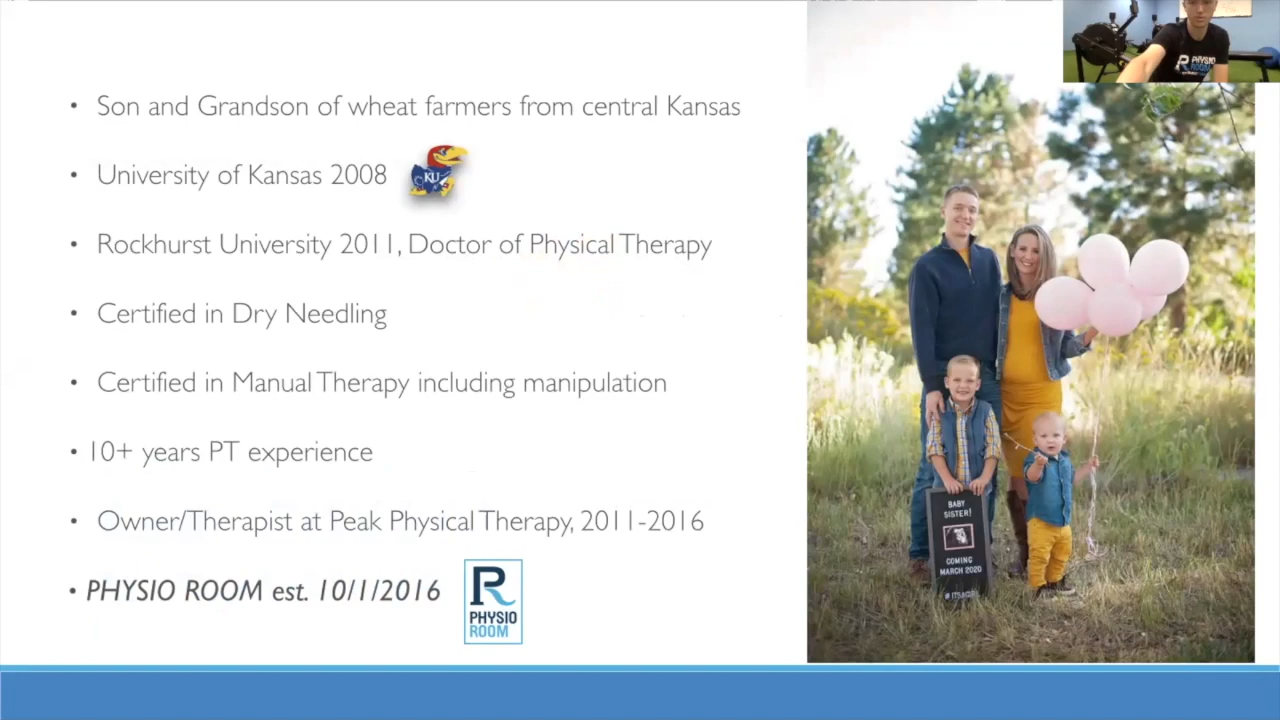 • Son and Grandson of wheat farmers from central Kansas
• University of Kansas 2008
KU
• Rockhurst University 2011, Doctor of Physical Therapy
• Certified in Dry Needling
• Certified in Manual Therapy including manipulation
• 10+ years PT experience
• Owner/Therapist at Peak Physical Therapy, 2011-2016
• PHYSIO ROOM est. 10/1/2016
R
PHYSIO
ROOM
R PHYSIO
ROOM
BABY
SISTER!
COMING
MARCH 2020